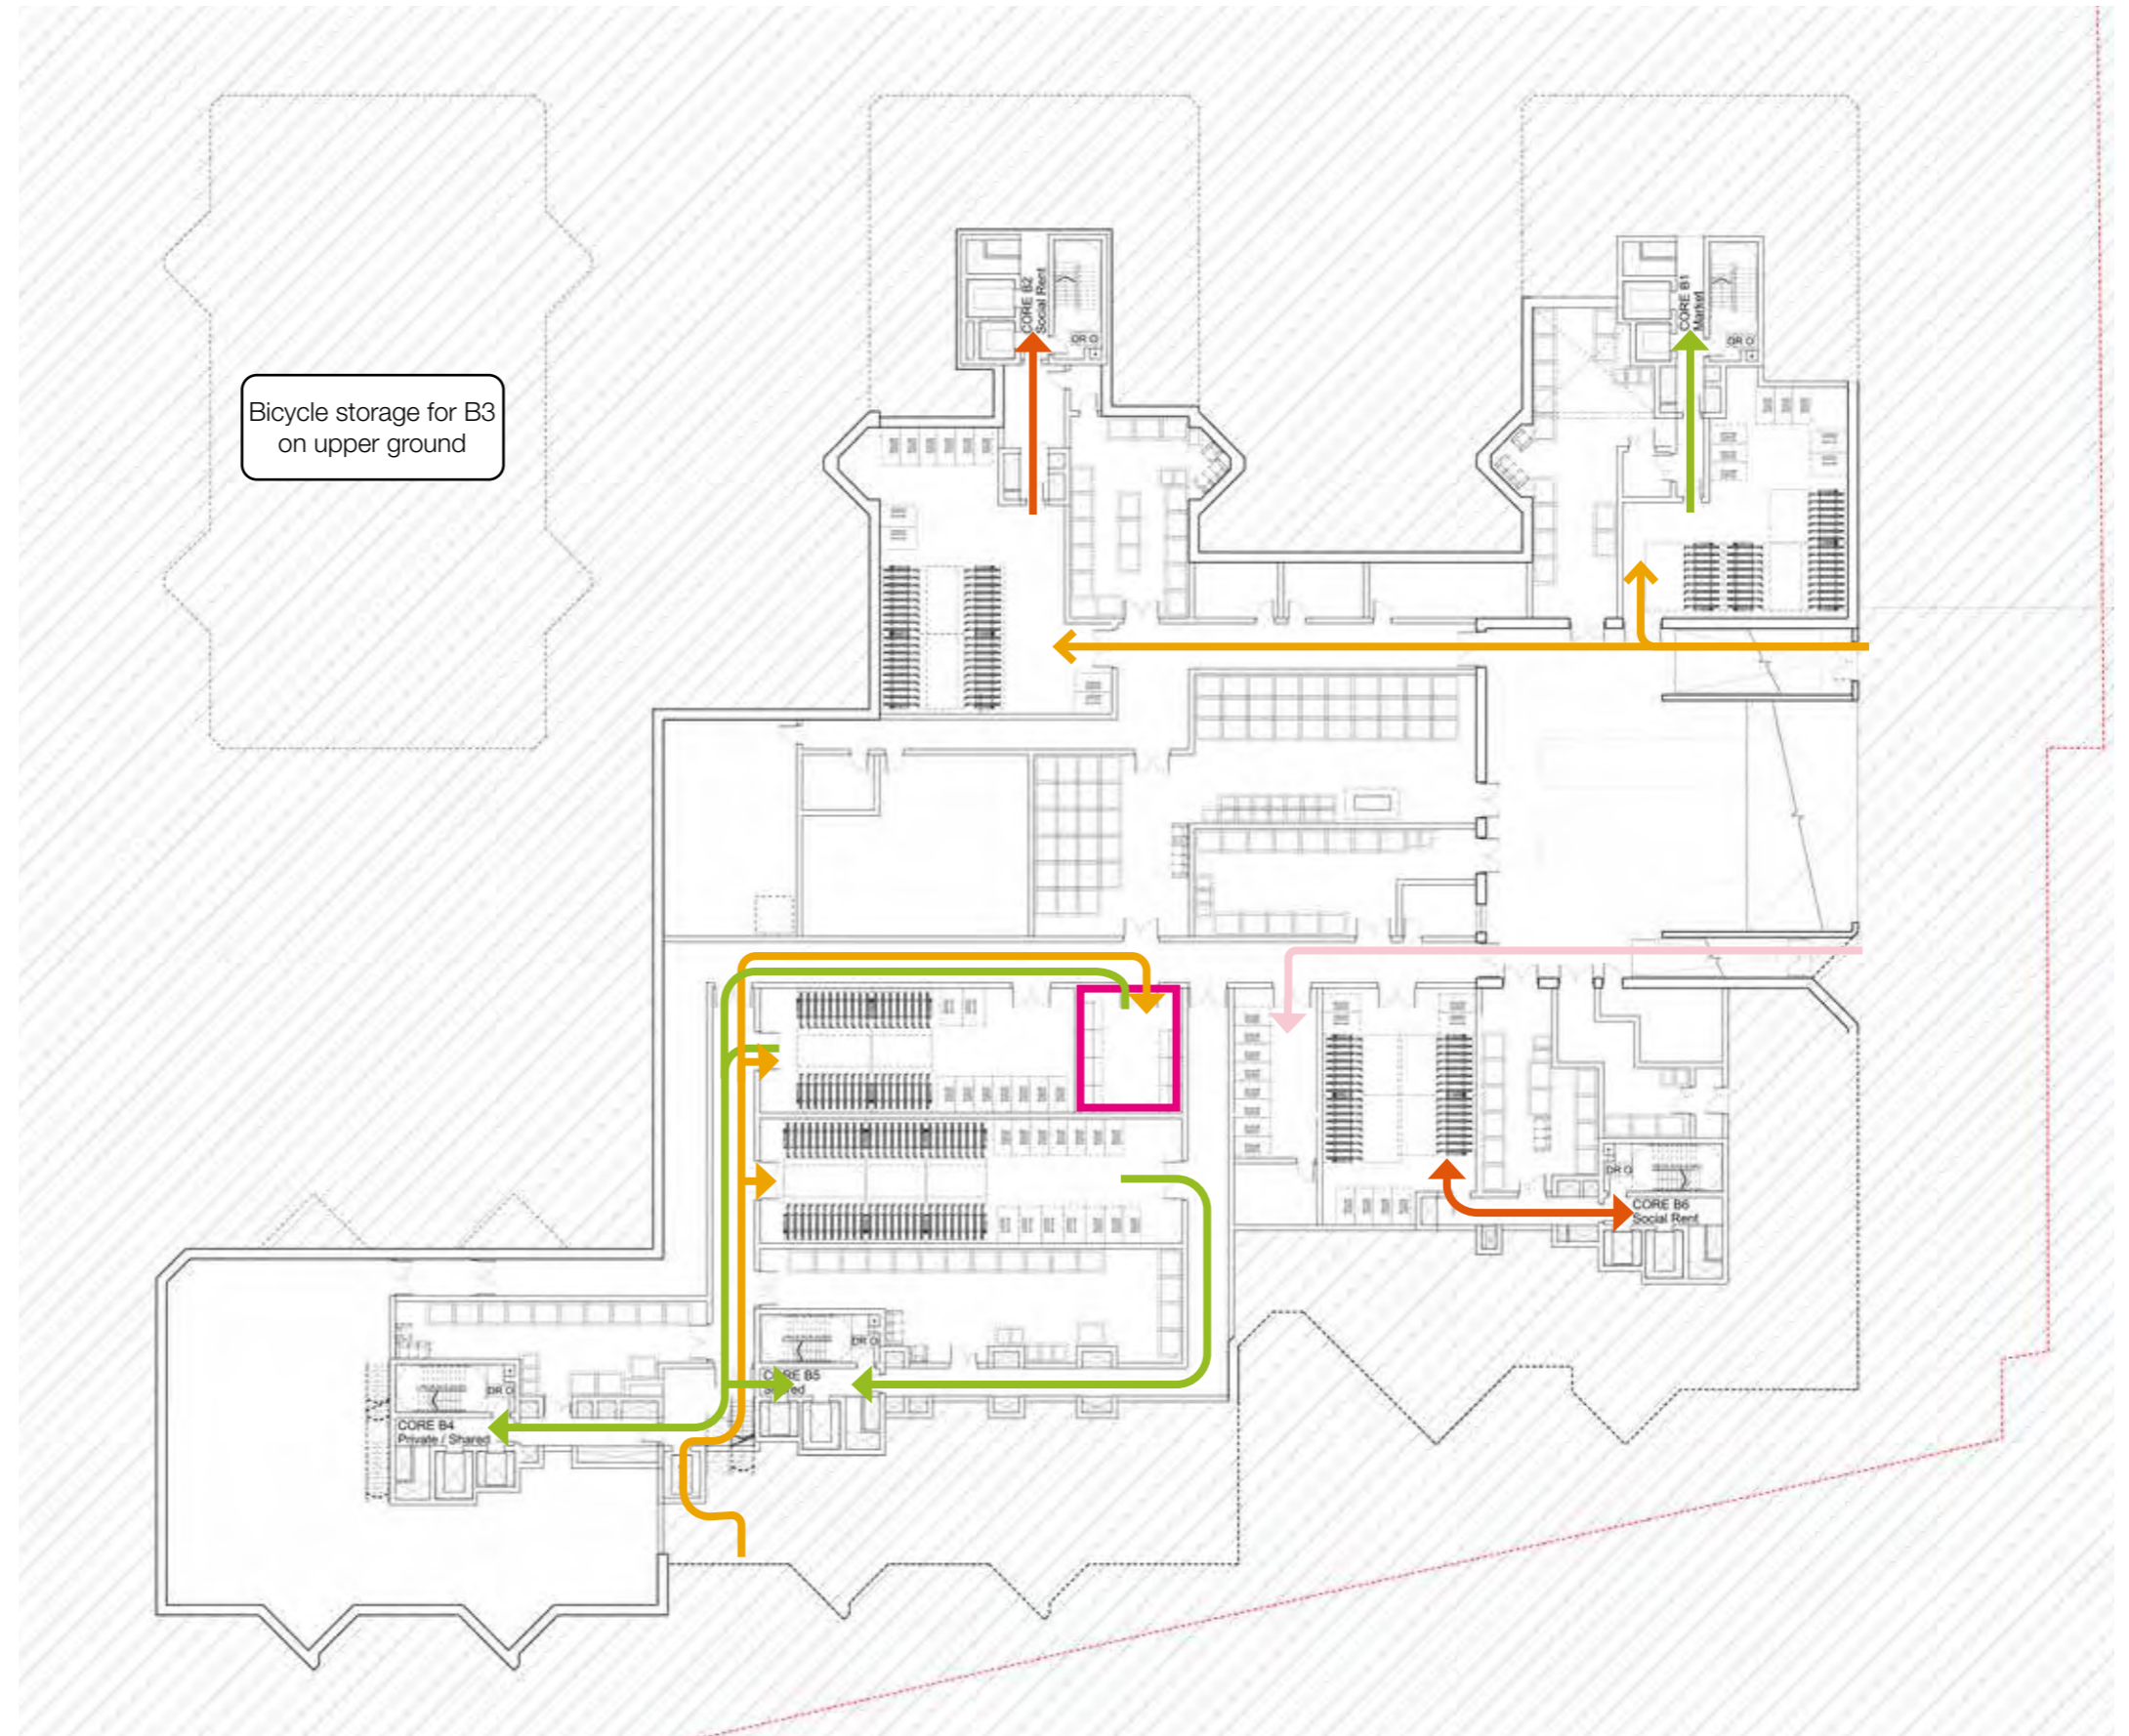 CORE B2
Social Rent
DR O
CORE B1
Market
DR O
Bicycle storage for B3
on upper ground
DR O
CORE B6
Social Rent
DR O
CORE B5
Shared
DR O
CORE B4
Private / Shared